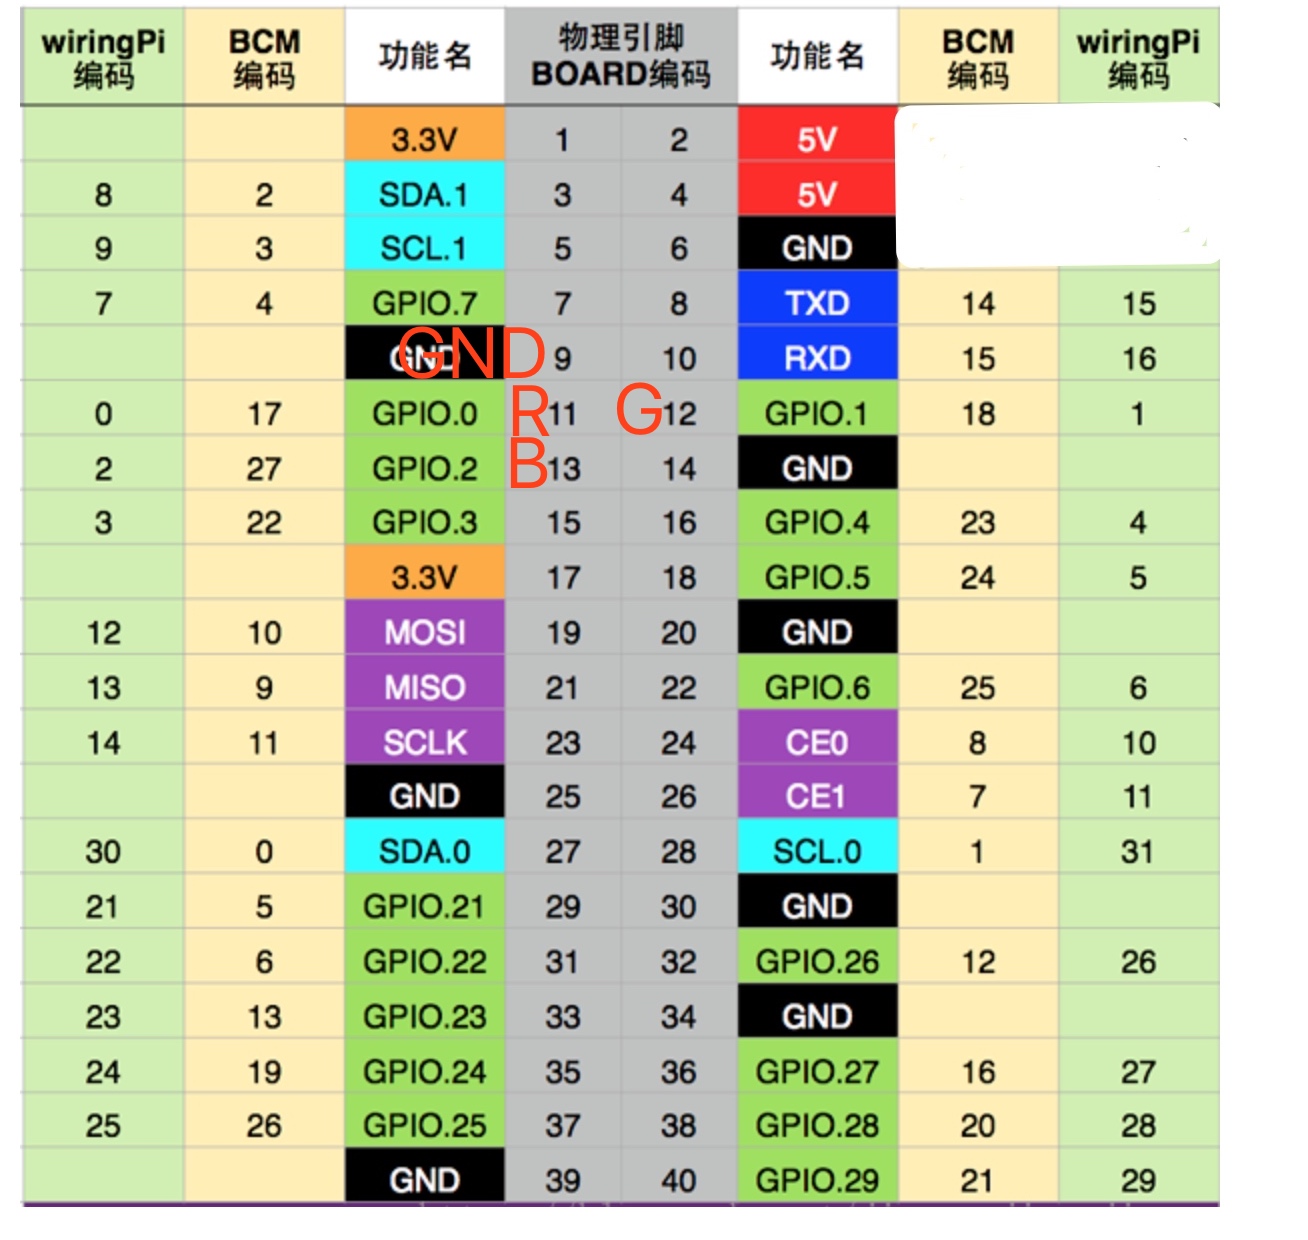 wiringPi 编码 BCM 编码 功能名 物理引脚 BOARD编码 功能名 BCM 编码 wiringPi 编码
3.3V 1 2 5V
8 2 SDA.1 3 4 5V
9 3 SCL.1 5 6 GND
7 4 GPIO.7 7 8 TXD 14 15
GND GND 9 10 RXD 15 16
0 17 GPIO.0 R 11 G 12 GPIO.1 18 1
2 27 GPIO.2 B 13 14 GND
3 22 GPIO.3 15 16 GPIO.4 23 4
3.3V 17 18 GPIO.5 24 5
12 10 MOSI 19 20 GND
13 9 MISO 21 22 GPIO.6 25 6
14 11 SCLK 23 24 CE0 8 10
GND 25 26 CE1 7 11
30 0 SDA.0 27 28 SCL.0 1 31
21 5 GPIO.21 29 30 GND
22 6 GPIO.22 31 32 GPIO.26 12 26
23 13 GPIO.23 33 34 GND
24 19 GPIO.24 35 36 GPIO.27 16 27
25 26 GPIO.25 37 38 GPIO.28 20 28
GND 39 40 GPIO.29 21 29